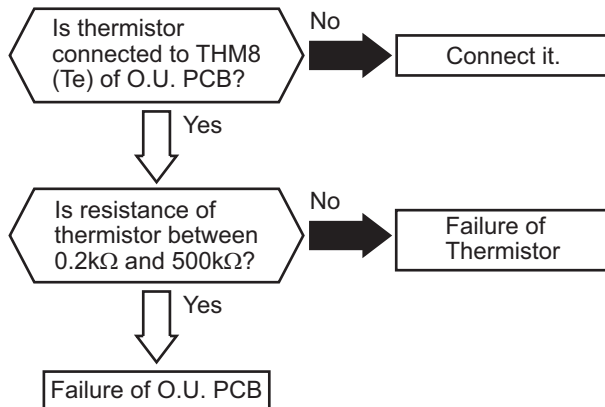 Is thermistor
connected to THM8
(Te) of O.U. PCB?
No
Connect it.
Yes
Is resistance of
thermistor between
0.2kΩ and 500kΩ?
No
Failure of
Thermistor
Yes
Failure of O.U. PCB